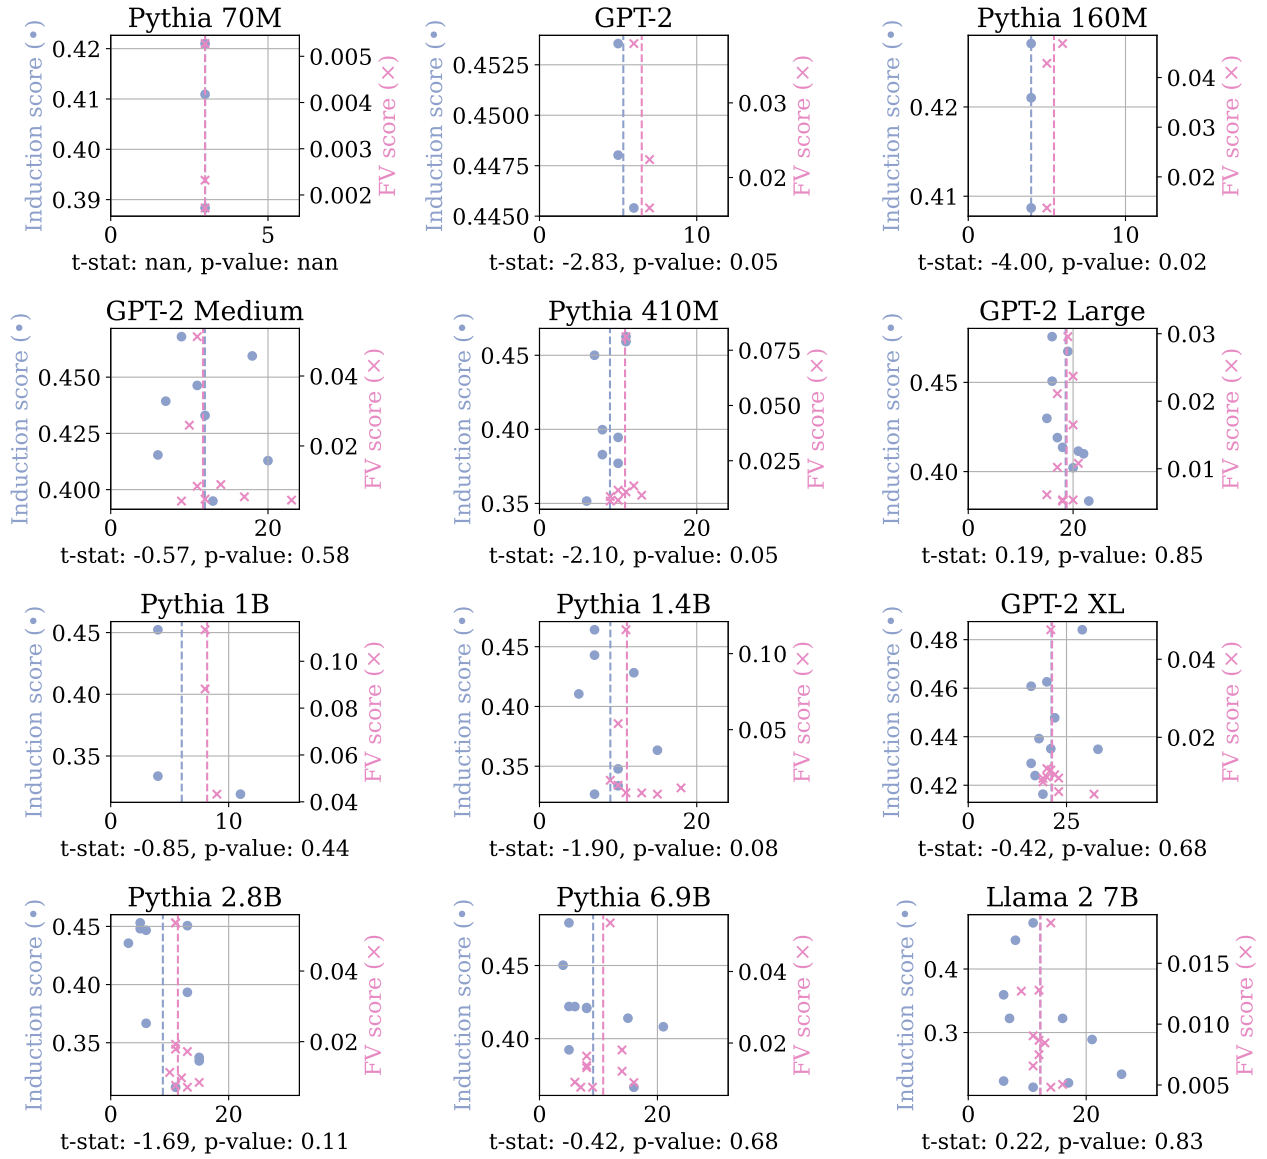 Pythia 70M
Induction score (•)
0.42
0.41
0.40
0.39
0.005
0.004
0.003
0.002
FV score (×)
0
5
t-stat: nan, p-value: nan
GPT-2
Induction score (•)
0.4525
0.4500
0.4475
0.4450
0.03
0.02
FV score (×)
0
10
t-stat: -2.83, p-value: 0.05
Pythia 160M
Induction score (•)
0.42
0.41
0.04
0.03
0.02
FV score (×)
0
10
t-stat: -4.00, p-value: 0.02
GPT-2 Medium
Induction score (•)
0.450
0.425
0.400
0.04
0.02
FV score (×)
0
20
t-stat: -0.57, p-value: 0.58
Pythia 410M
Induction score (•)
0.45
0.40
0.35
0.075
0.050
0.025
FV score (×)
0
20
t-stat: -2.10, p-value: 0.05
GPT-2 Large
Induction score (•)
0.45
0.40
0.03
0.02
0.01
FV score (×)
0
20
t-stat: 0.19, p-value: 0.85
Pythia 1B
Induction score (•)
0.45
0.40
0.35
0.10
0.08
0.06
0.04
FV score (×)
0
10
t-stat: -0.85, p-value: 0.44
Pythia 1.4B
Induction score (•)
0.45
0.40
0.35
0.10
0.05
FV score (×)
0
20
t-stat: -1.90, p-value: 0.08
GPT-2 XL
Induction score (•)
0.48
0.46
0.44
0.42
0.04
0.02
FV score (×)
0
25
t-stat: -0.42, p-value: 0.68
Pythia 2.8B
Induction score (•)
0.45
0.40
0.35
0.04
0.02
FV score (×)
0
20
t-stat: -1.69, p-value: 0.11
Pythia 6.9B
Induction score (•)
0.45
0.40
0.04
0.02
FV score (×)
0
20
t-stat: -0.42, p-value: 0.68
Llama 2 7B
Induction score (•)
0.4
0.3
0.015
0.010
0.005
FV score (×)
0
20
t-stat: 0.22, p-value: 0.83